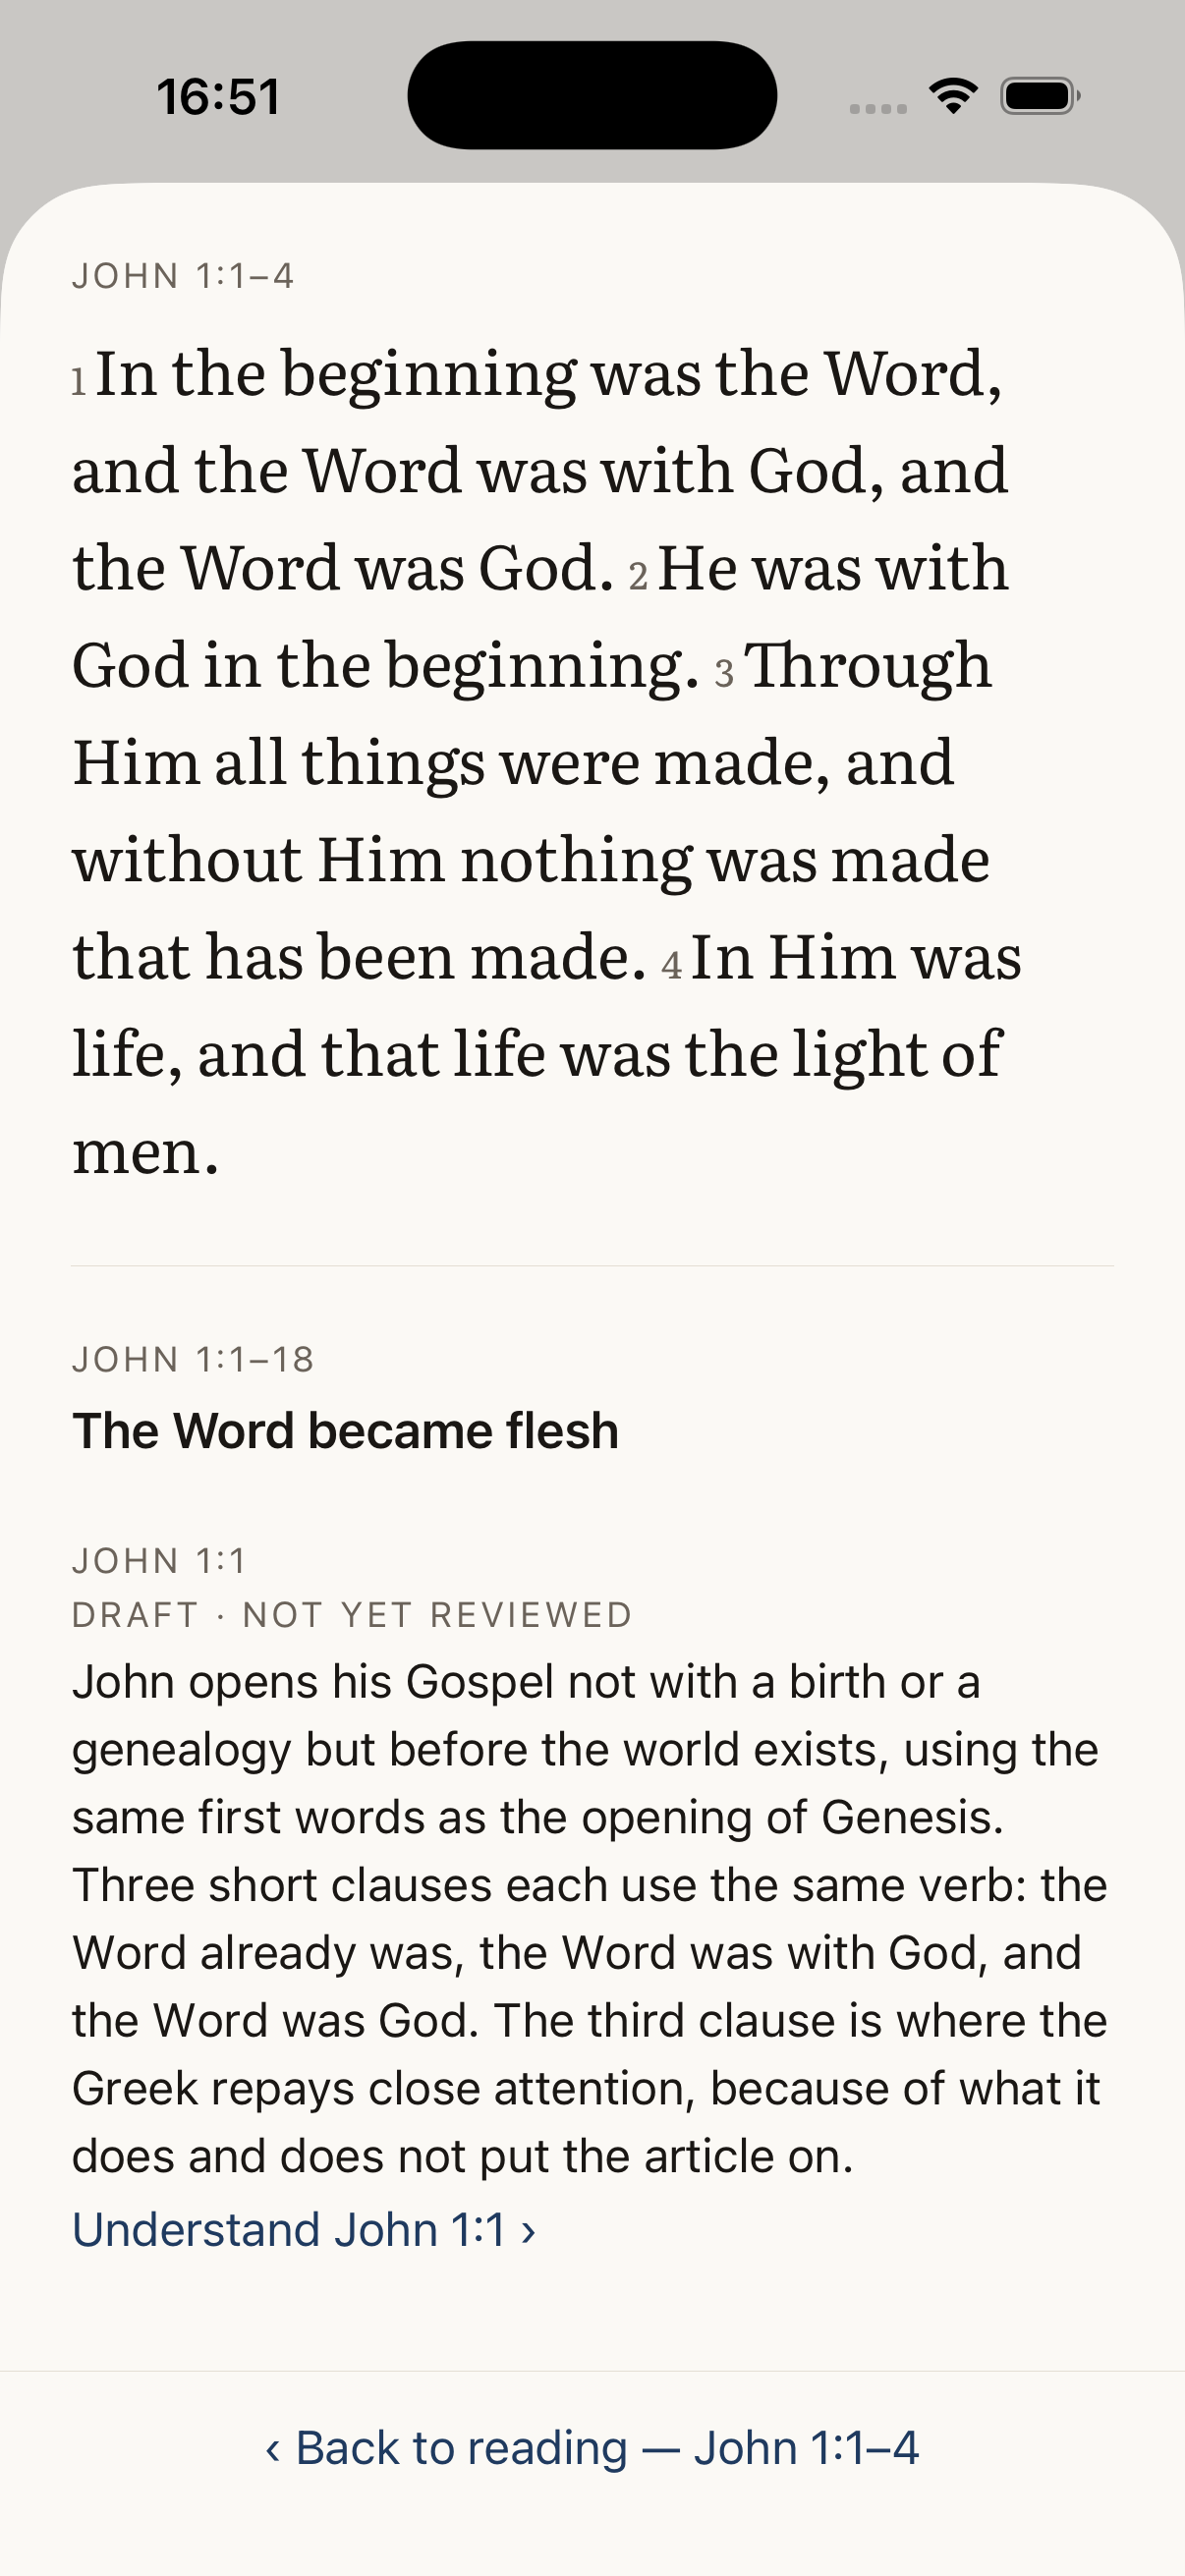 16:51
JOHN 1:1–4
1 In the beginning was the Word,
and the Word was with God, and
the Word was God. 2 He was with
God in the beginning. 3 Through
Him all things were made, and
without Him nothing was made
that has been made. 4 In Him was
life, and that life was the light of
men.
JOHN 1:1–18
The Word became flesh
JOHN 1:1
DRAFT · NOT YET REVIEWED
John opens his Gospel not with a birth or a
genealogy but before the world exists, using the
same first words as the opening of Genesis.
Three short clauses each use the same verb: the
Word already was, the Word was with God, and
the Word was God. The third clause is where the
Greek repays close attention, because of what it
does and does not put the article on.
Understand John 1:1 ›
‹ Back to reading — John 1:1–4